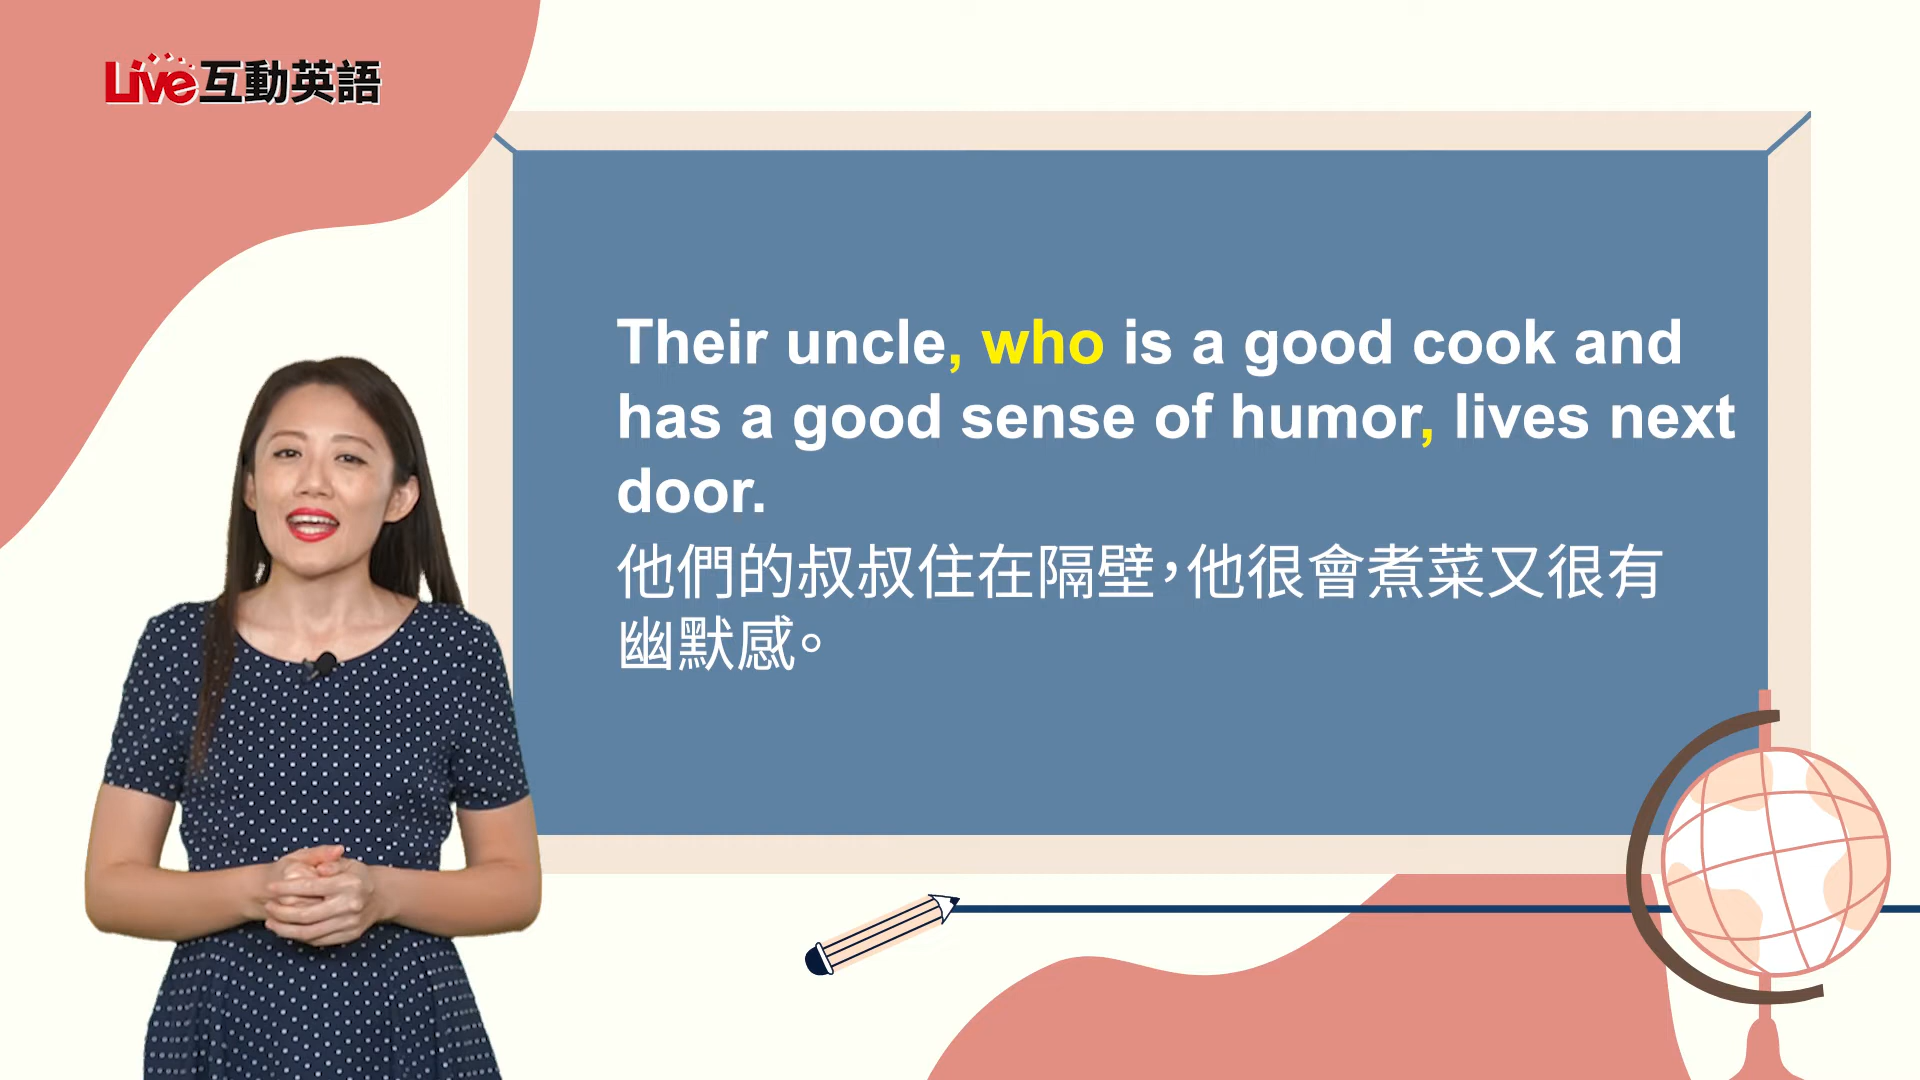 Live互動英語
Their uncle, who is a good cook and
has a good sense of humor, lives next
door.
他們的叔叔住在隔壁，他很會煮菜又很有
幽默感。